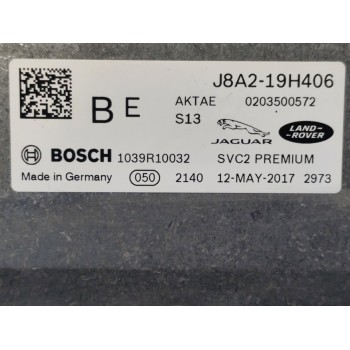 J8A2-19H406
B E AKTAE 0203500572
S13
JAGUAR LAND-ROVER
BOSCH 1039R10032 SVC2 PREMIUM
Made in Germany 050 2140 12-MAY-2017 2973